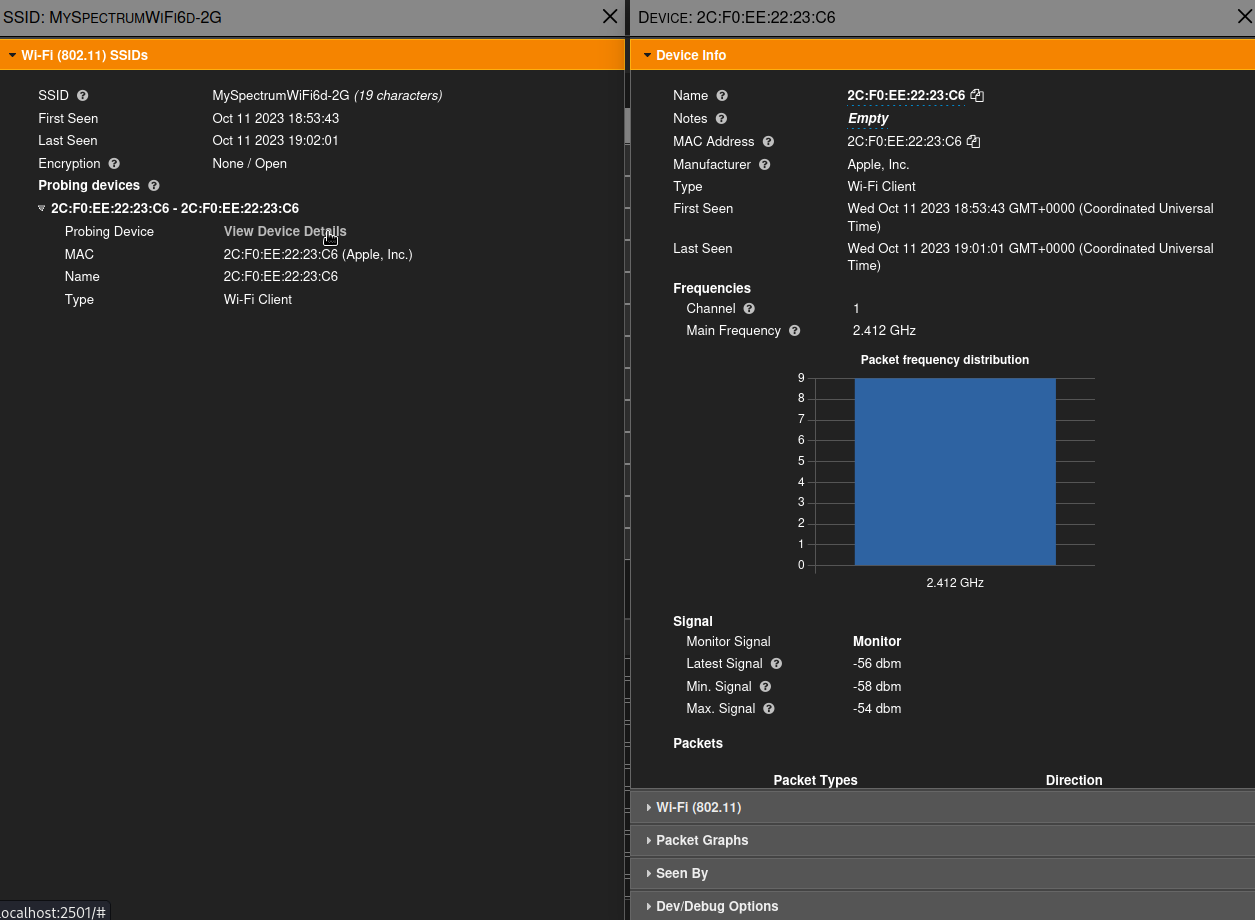 SSID: MySpectrumWiFi6d-2G
Wi-Fi (802.11) SSIDs
SSID MySpectrumWiFi6d-2G (19 characters)
First Seen Oct 11 2023 18:53:43
Last Seen Oct 11 2023 19:02:01
Encryption None / Open
Probing devices
2C:F0:EE:22:23:C6 - 2C:F0:EE:22:23:C6
Probing Device View Device Details
MAC 2C:F0:EE:22:23:C6 (Apple, Inc.)
Name 2C:F0:EE:22:23:C6
Type Wi-Fi Client
ocalhost:2501/#
Device: 2C:F0:EE:22:23:C6
Device Info
Name 2C:F0:EE:22:23:C6
Notes Empty
MAC Address 2C:F0:EE:22:23:C6
Manufacturer Apple, Inc.
Type Wi-Fi Client
First Seen Wed Oct 11 2023 18:53:43 GMT+0000 (Coordinated Universal
Time)
Last Seen Wed Oct 11 2023 19:01:01 GMT+0000 (Coordinated Universal
Time)
Frequencies
Channel 1
Main Frequency 2.412 GHz
Packet frequency distribution
9
8
7
6
5
4
3
2
1
0
2.412 GHz
Signal
Monitor Signal Monitor
Latest Signal -56 dbm
Min. Signal -58 dbm
Max. Signal -54 dbm
Packets
Packet Types Direction
Wi-Fi (802.11)
Packet Graphs
Seen By
Dev/Debug Options